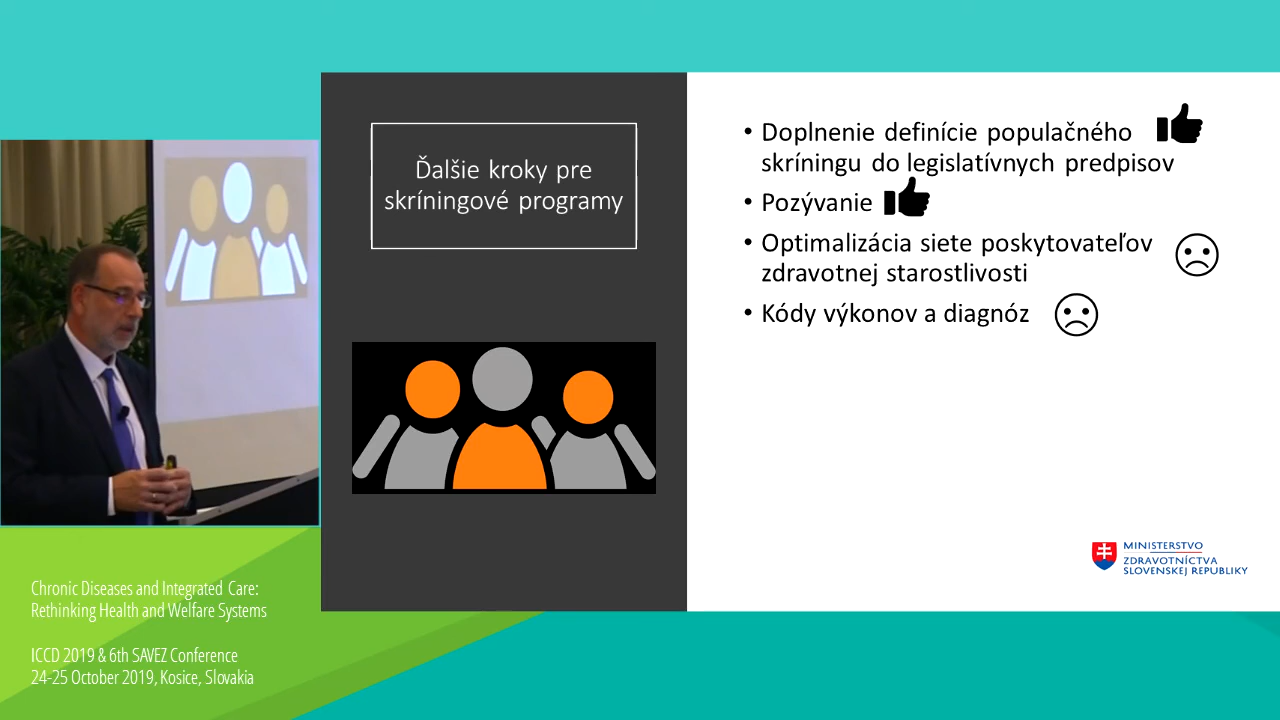 Ďalšie kroky pre
skríningové programy
• Doplnenie definície populačného
skríningu do legislatívnych predpisov
• Pozývanie
• Optimalizácia siete poskytovateľov
zdravotnej starostlivosti
• Kódy výkonov a diagnóz
MINISTERSTVO
ZDRAVOTNÍCTVA
SLOVENSKEJ REPUBLIKY
Chronic Diseases and Integrated Care:
Rethinking Health and Welfare Systems
ICCD 2019 & 6th SAVEZ Conference
24-25 October 2019, Kosice, Slovakia